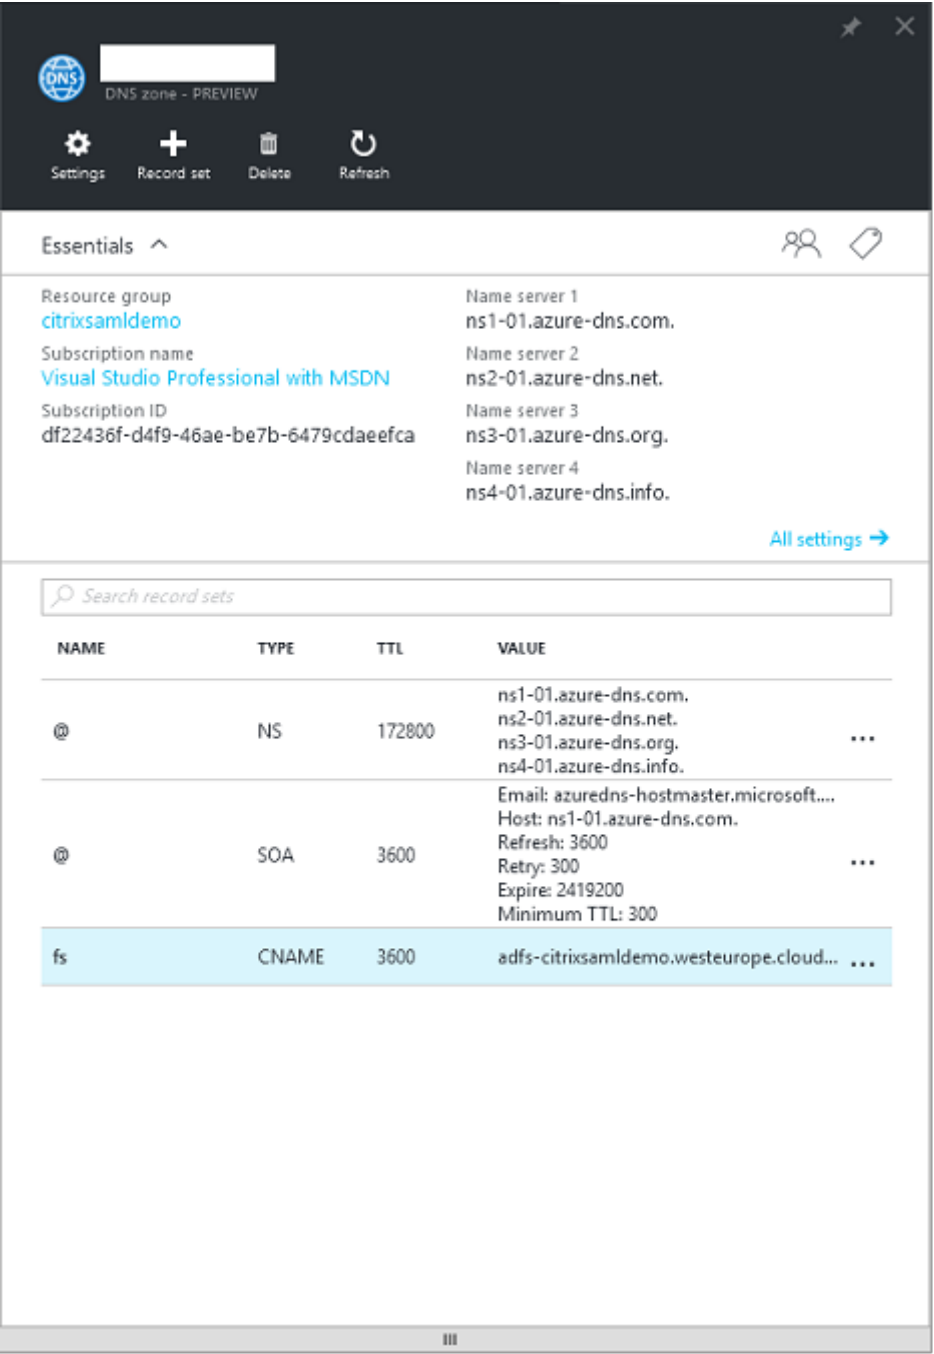 DNS
DNS zone - PREVIEW
Settings
Record set
Delete
Refresh
Essentials
Resource group
citrixsamldemo
Subscription name
Visual Studio Professional with MSDN
Subscription ID
df22436f-d4f9-46ae-be7b-6479cdaeefca
Name server 1
ns1-01.azure-dns.com.
Name server 2
ns2-01.azure-dns.net.
Name server 3
ns3-01.azure-dns.org.
Name server 4
ns4-01.azure-dns.info.
All settings →
Search record sets
NAME TYPE TTL VALUE
@ NS 172800 ns1-01.azure-dns.com.
ns2-01.azure-dns.net.
ns3-01.azure-dns.org.
ns4-01.azure-dns.info.
...
@ SOA 3600 Email: azuredns-hostmaster.microsoft....
Host: ns1-01.azure-dns.com.
Refresh: 3600
Retry: 300
Expire: 2419200
Minimum TTL: 300
...
fs CNAME 3600 adfs-citrixsamldemo.westeurope.cloud... ...